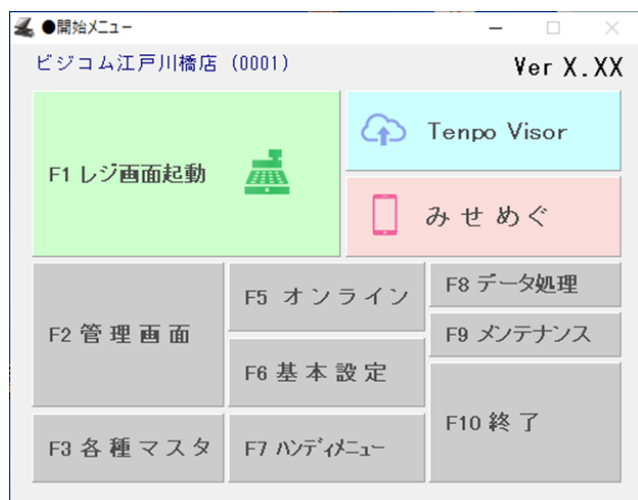 ●開始メニュー
ビジコム江戸川橋店 (0001)
Ver X.XX
F1 レジ画面起動
Tenpo Visor
みせめぐ
F2 管理画面
F5 オンライン
F8 データ処理
F9 メンテナンス
F6 基本設定
F10 終了
F3 各種マスタ
F7 ハンディメニュー